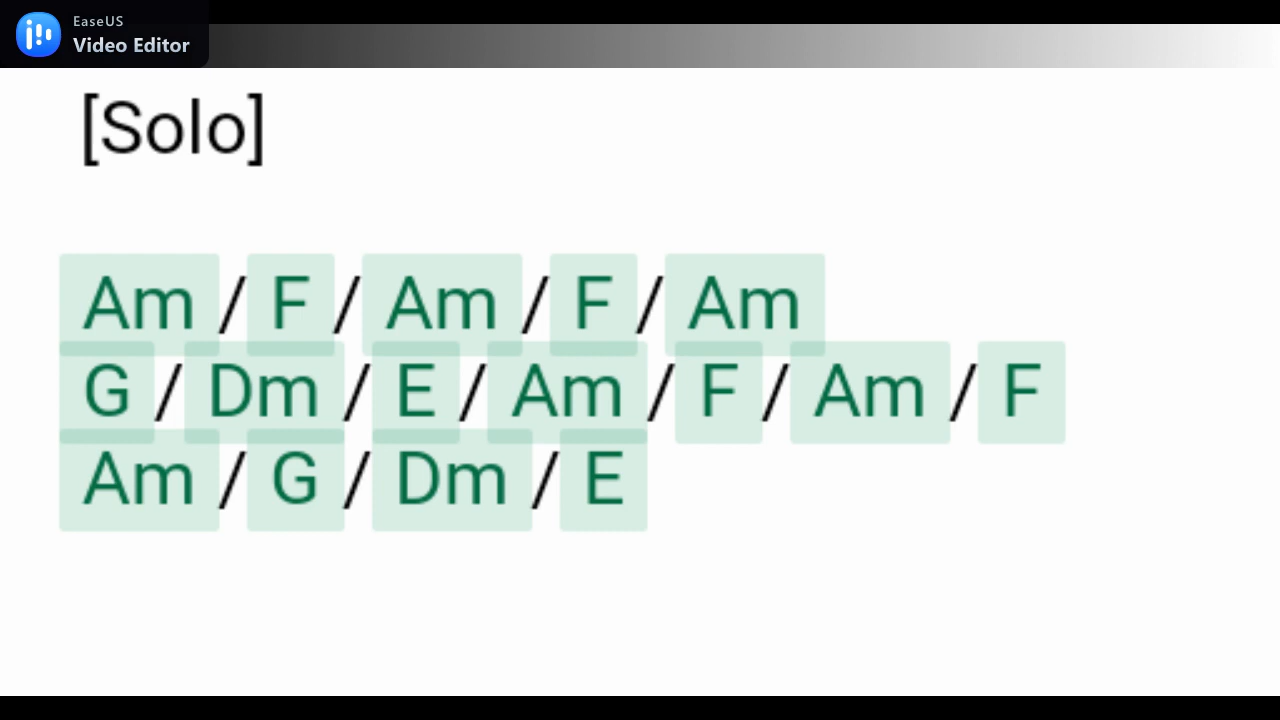 EaseUS
Video Editor
[Solo]
Am / F / Am / F / Am
G / Dm / E / Am / F / Am / F
Am / G / Dm / E